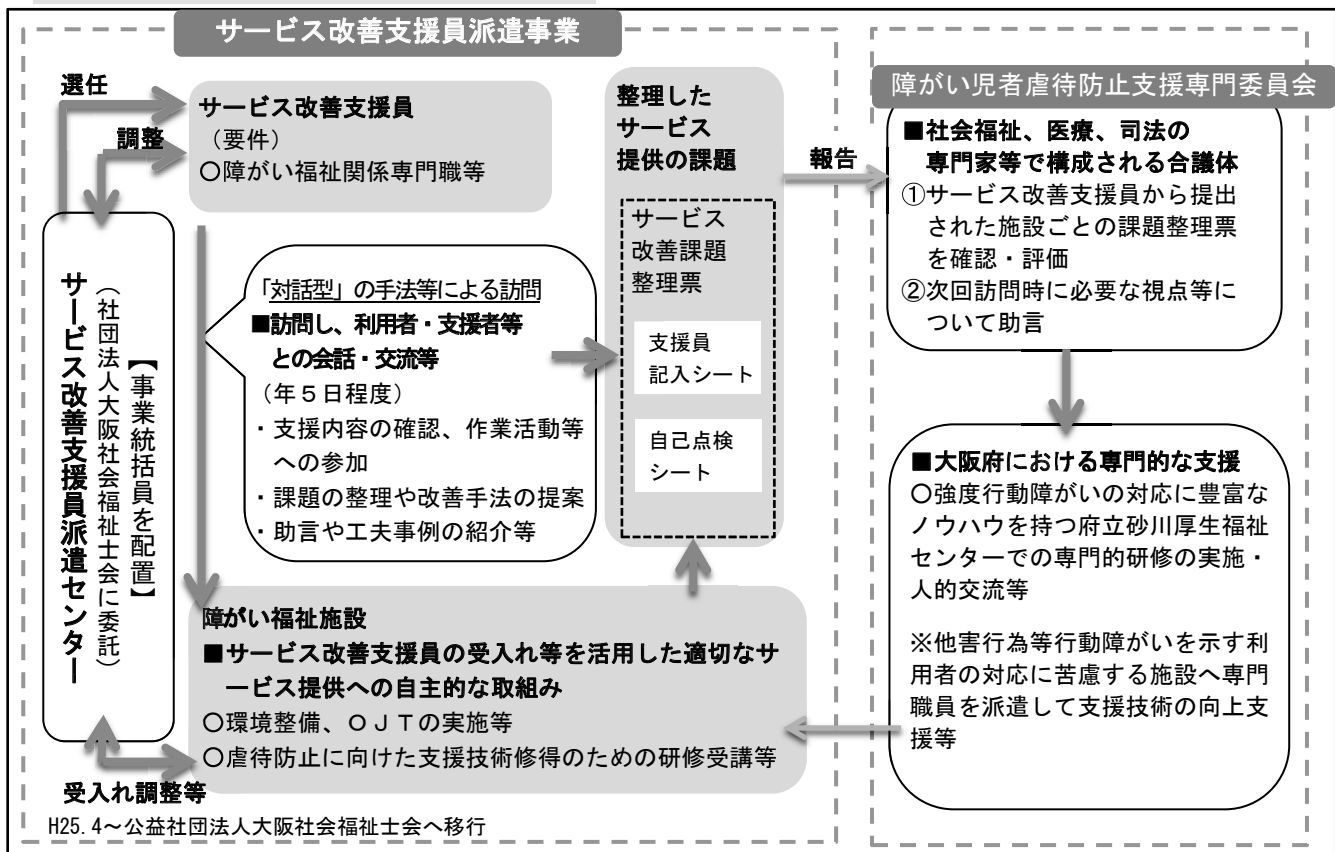 サービス改善支援員派遣事業
選任
調整
サービス改善支援員
（要件）
〇障がい福祉関係専門職等
【事業統括員を配置】
（社団法人大阪社会福祉士会に委託）
サービス改善支援員派遣センター
「対話型」の手法等による訪問
■訪問し、利用者・支援者等
との会話・交流等
（年５日程度）
・支援内容の確認、作業活動等
への参加
・課題の整理や改善手法の提案
・助言や工夫事例の紹介等
整理した
サービス
提供の課題
サービス
改善課題
整理票
支援員
記入シート
自己点検
シート
報告
障がい福祉施設
■サービス改善支援員の受入れ等を活用した適切なサ
ービス提供への自主的な取組み
〇環境整備、ＯＪＴの実施等
〇虐待防止に向けた支援技術修得のための研修受講等
受入れ調整等
H25.4～公益社団法人大阪社会福祉士会へ移行
障がい児者虐待防止支援専門委員会
■社会福祉、医療、司法の
専門家等で構成される合議体
①サービス改善支援員から提出
された施設ごとの課題整理票
を確認・評価
②次回訪問時に必要な視点等に
ついて助言
■大阪府における専門的な支援
〇強度行動障がいの対応に豊富な
ノウハウを持つ府立砂川厚生福祉
センターでの専門的研修の実施・
人的交流等
※他害行為等行動障がいを示す利
用者の対応に苦慮する施設へ専門
職員を派遣して支援技術の向上支
援等